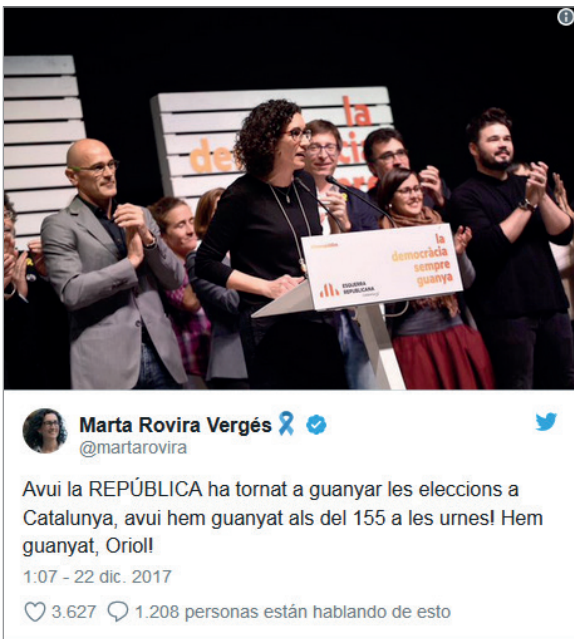 la
democràcia
sempre
guanya
ESQUERRA
REPUBLICANA
Marta Rovira Vergés
@martarovira
Avui la REPÚBLICA ha tornat a guanyar les eleccions a
Catalunya, avui hem guanyat als del 155 a les urnes! Hem
guanyat, Oriol!
1:07 - 22 dic. 2017
3.627 1.208 personas están hablando de esto